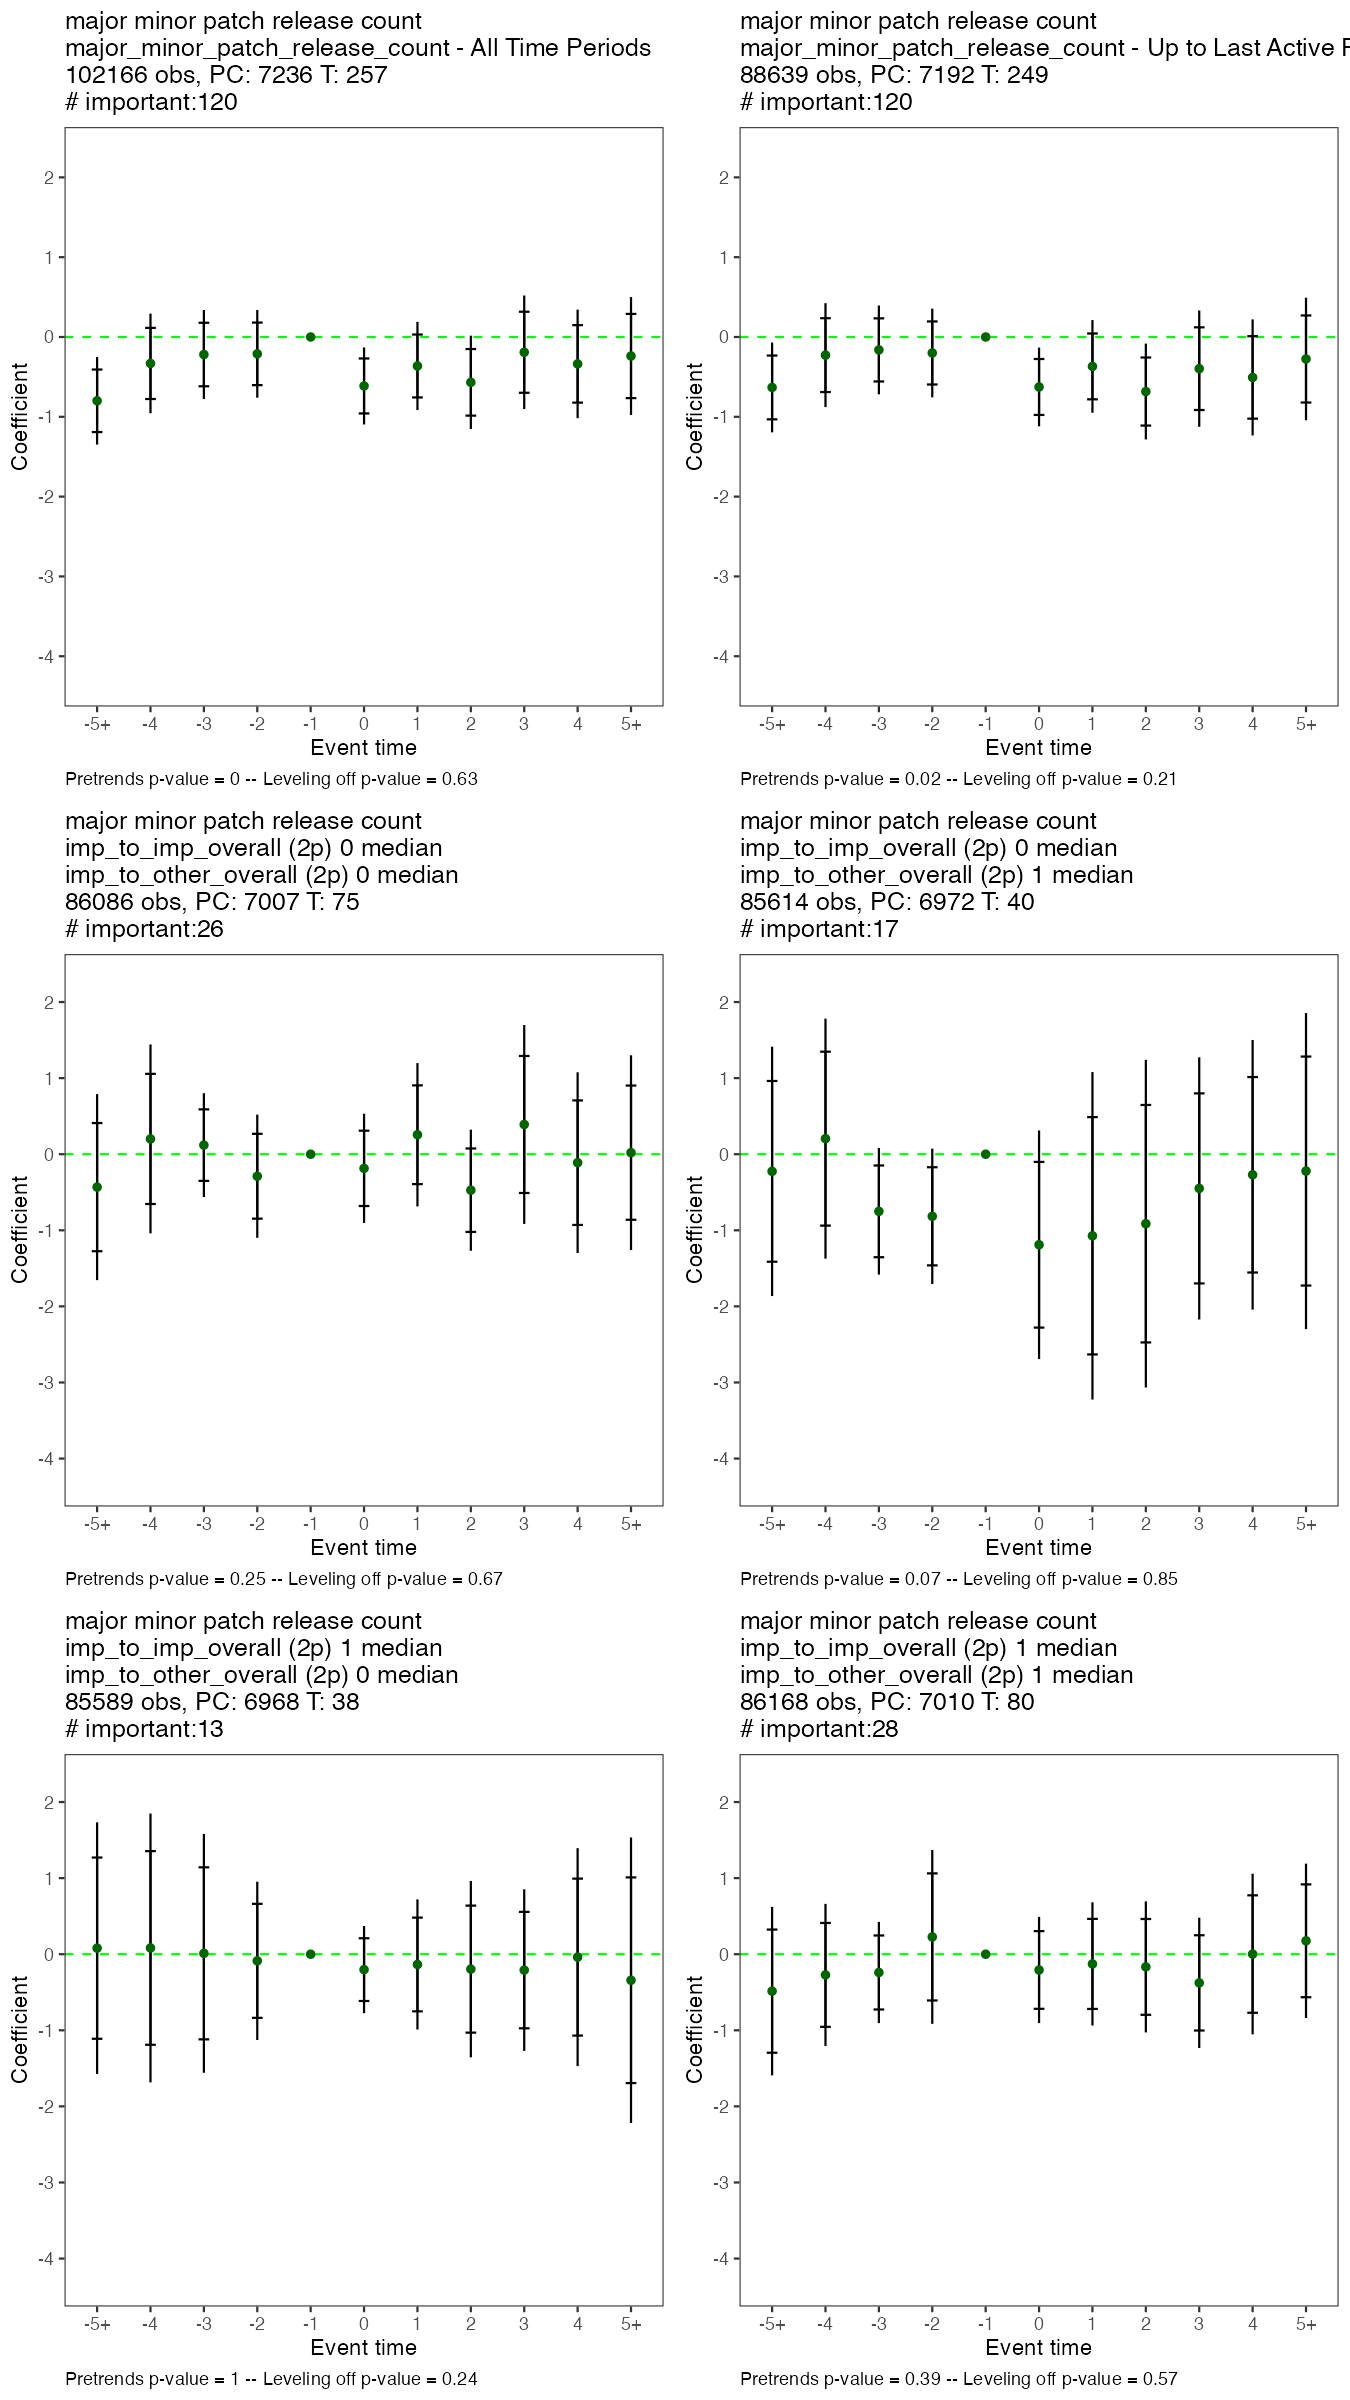 major minor patch release count
major_minor_patch_release_count - All Time Periods
102166 obs, PC: 7236 T: 257
# important:120
2
1
0
-1
-2
-3
-4
Coefficient
-5+ -4 -3 -2 -1 0 1 2 3 4 5+
Event time
Pretrends p-value = 0 -- Leveling off p-value = 0.63
major minor patch release count
major_minor_patch_release_count - Up to Last Active
88639 obs, PC: 7192 T: 249
# important:120
2
1
0
-1
-2
-3
-4
Coefficient
-5+ -4 -3 -2 -1 0 1 2 3 4 5+
Event time
Pretrends p-value = 0.02 -- Leveling off p-value = 0.21
major minor patch release count
imp_to_imp_overall (2p) 0 median
imp_to_other_overall (2p) 0 median
86086 obs, PC: 7007 T: 75
# important:26
2
1
0
-1
-2
-3
-4
Coefficient
-5+ -4 -3 -2 -1 0 1 2 3 4 5+
Event time
Pretrends p-value = 0.25 -- Leveling off p-value = 0.67
major minor patch release count
imp_to_imp_overall (2p) 0 median
imp_to_other_overall (2p) 1 median
85614 obs, PC: 6972 T: 40
# important:17
2
1
0
-1
-2
-3
-4
Coefficient
-5+ -4 -3 -2 -1 0 1 2 3 4 5+
Event time
Pretrends p-value = 0.07 -- Leveling off p-value = 0.85
major minor patch release count
imp_to_imp_overall (2p) 1 median
imp_to_other_overall (2p) 0 median
85589 obs, PC: 6968 T: 38
# important:13
2
1
0
-1
-2
-3
-4
Coefficient
-5+ -4 -3 -2 -1 0 1 2 3 4 5+
Event time
Pretrends p-value = 1 -- Leveling off p-value = 0.24
major minor patch release count
imp_to_imp_overall (2p) 1 median
imp_to_other_overall (2p) 1 median
86168 obs, PC: 7010 T: 80
# important:28
2
1
0
-1
-2
-3
-4
Coefficient
-5+ -4 -3 -2 -1 0 1 2 3 4 5+
Event time
Pretrends p-value = 0.39 -- Leveling off p-value = 0.57